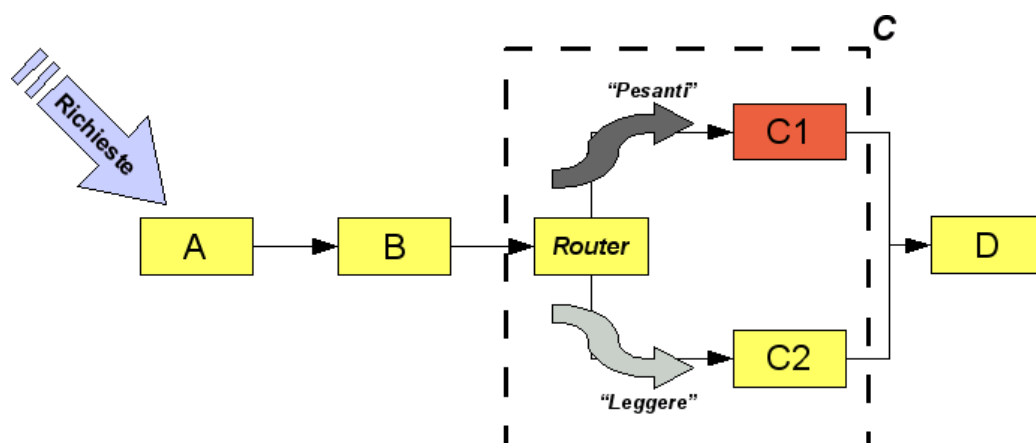 C
Richieste
“Pesanti”
C1
A
B
Router
D
C2
“Leggere”